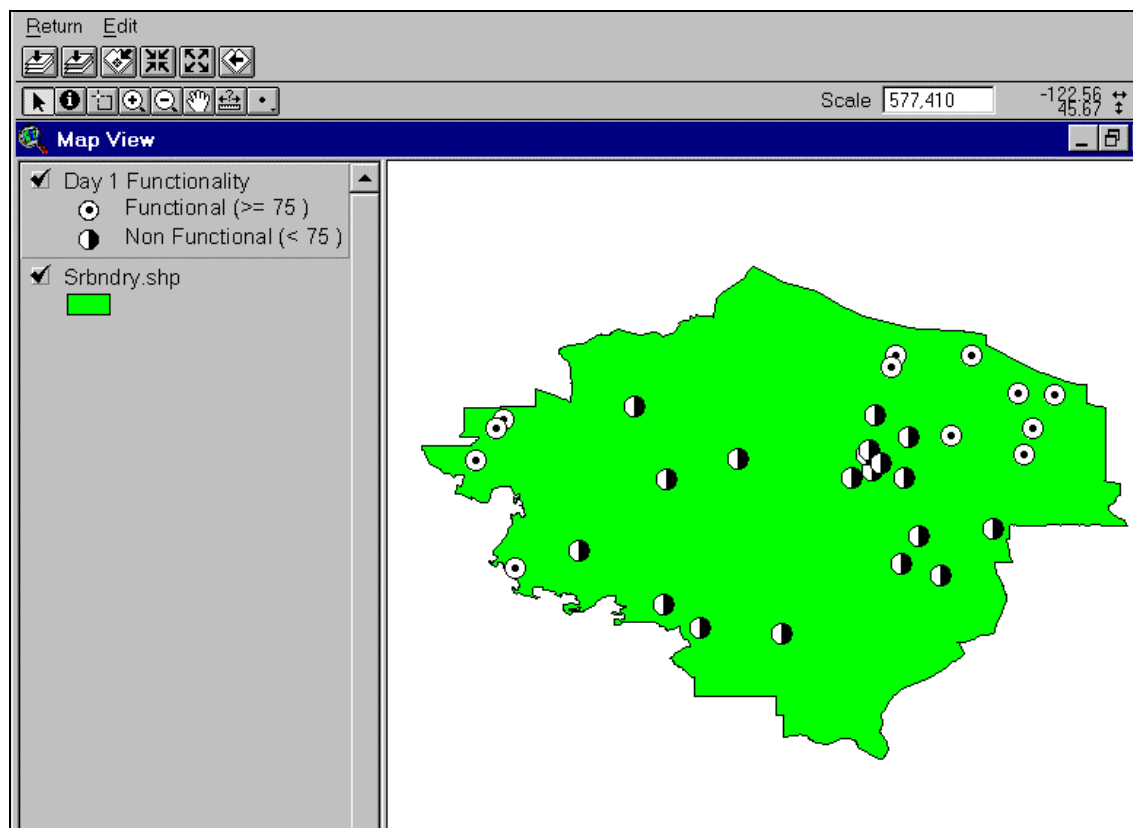 Return Edit
Scale 577,410 -122.56
45.67
Map View
Day 1 Functionality
Functional (>= 75 )
Non Functional (< 75 )
Srbndry.shp